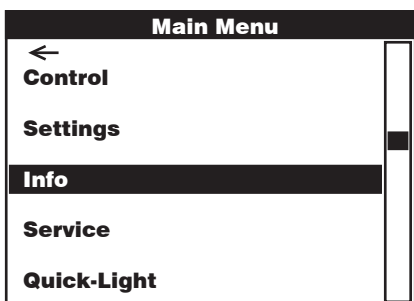 Main Menu
Control
Settings
Info
Service
Quick-Light